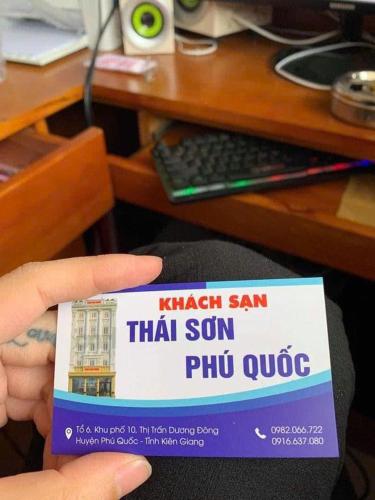 KHÁCH SẠN
THÁI SƠN
PHÚ QUỐC
Tổ 6, Khu phố 10, Thị Trấn Dương Đông
Huyện Phú Quốc - Tỉnh Kiên Giang
0982.066.722
0916.637.080